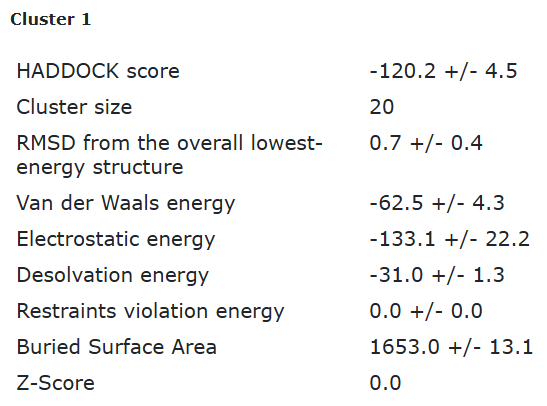 Cluster 1
HADDOCK score -120.2 +/- 4.5
Cluster size 20
RMSD from the overall lowest- 0.7 +/- 0.4
energy structure
Van der Waals energy -62.5 +/- 4.3
Electrostatic energy -133.1 +/- 22.2
Desolvation energy -31.0 +/- 1.3
Restraints violation energy 0.0 +/- 0.0
Buried Surface Area 1653.0 +/- 13.1
Z-Score 0.0